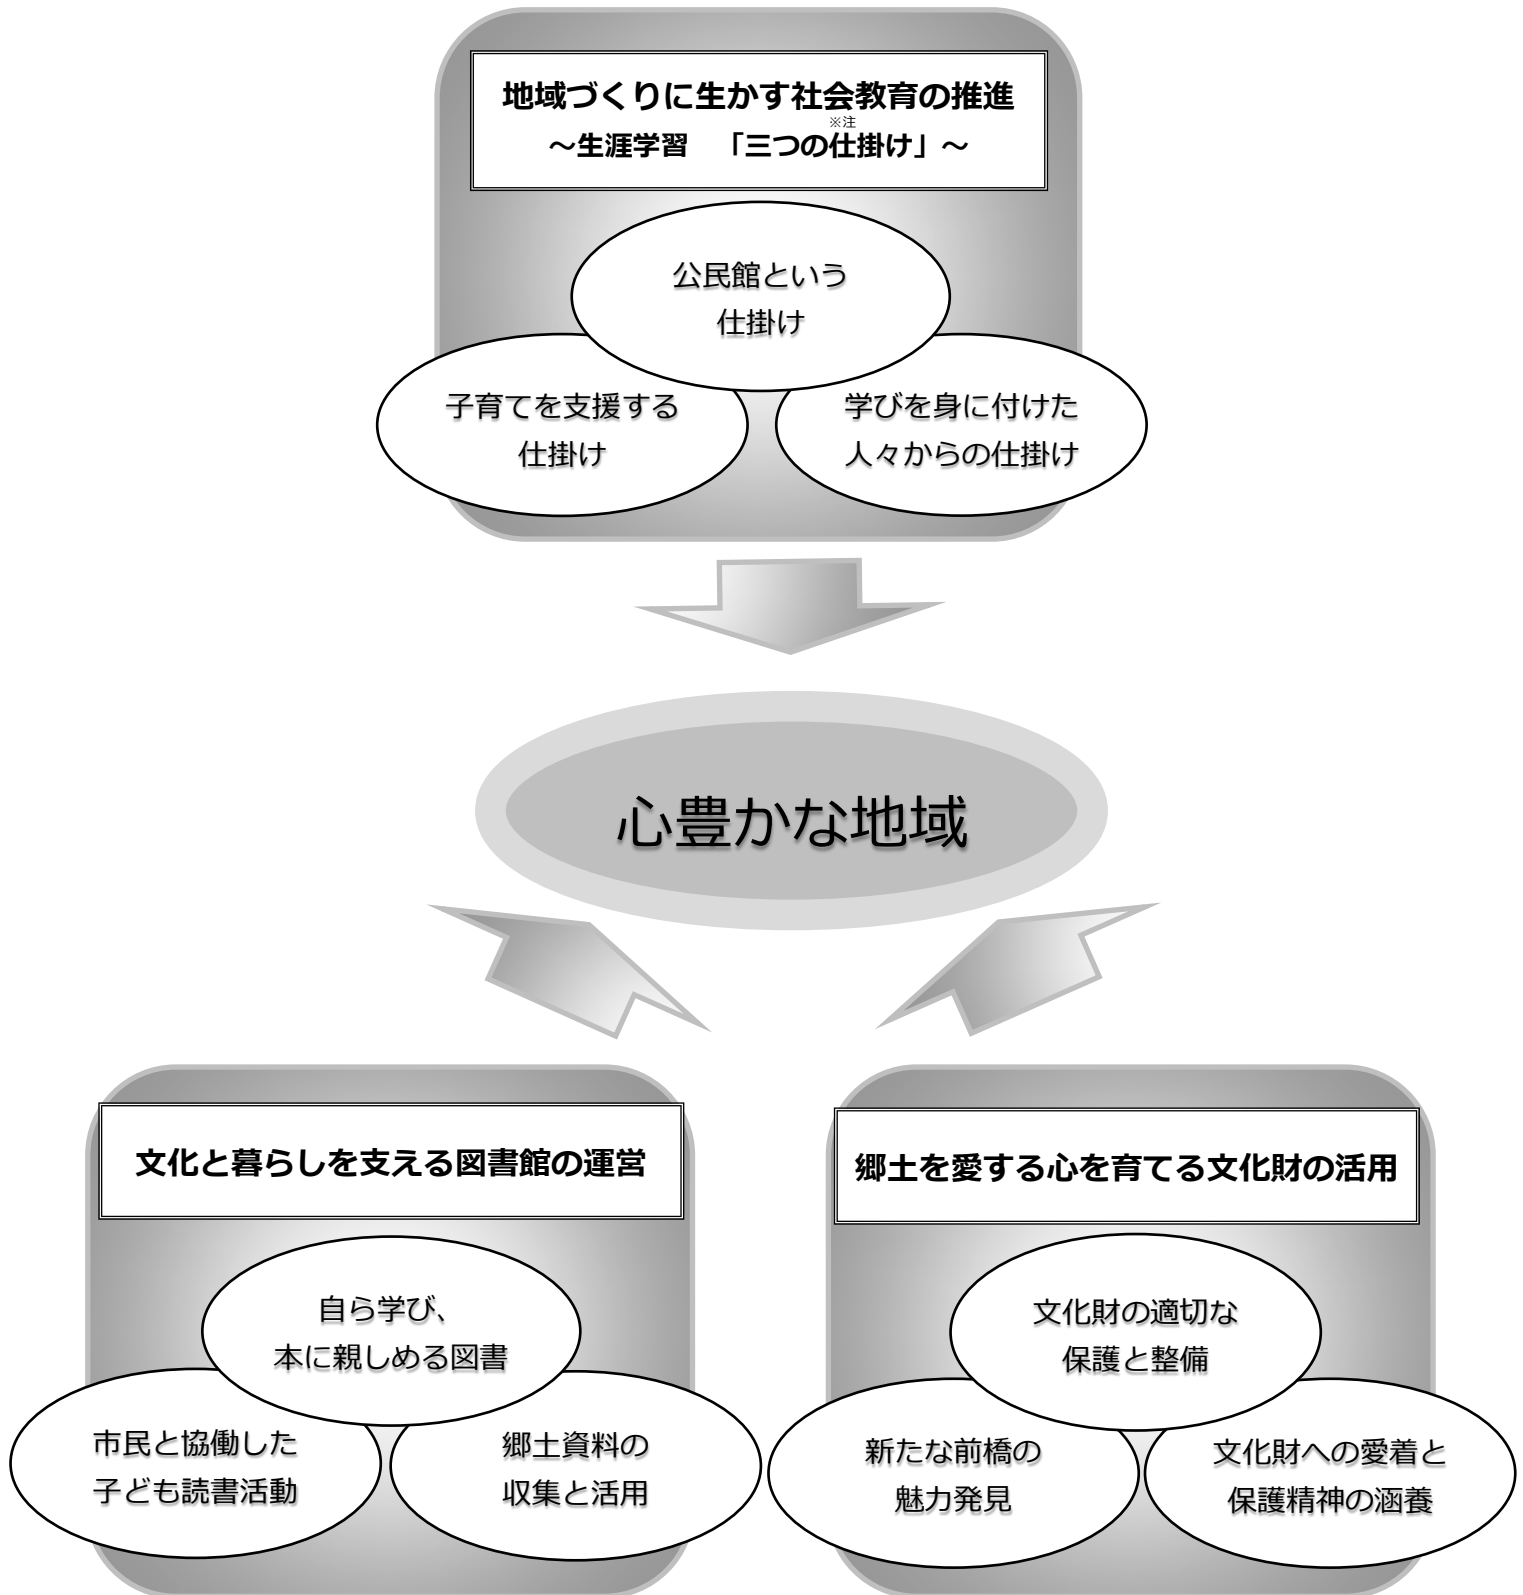 地域づくりに生かす社会教育の推進
※注
～生涯学習　「三つの仕掛け」～
公民館という
仕掛け
子育てを支援する
仕掛け
学びを身に付けた
人々からの仕掛け
心豊かな地域
文化と暮らしを支える図書館の運営
自ら学び、
本に親しめる図書
市民と協働した
子ども読書活動
郷土資料の
収集と活用
郷土を愛する心を育てる文化財の活用
文化財の適切な
保護と整備
新たな前橋の
魅力発見
文化財への愛着と
保護精神の涵養